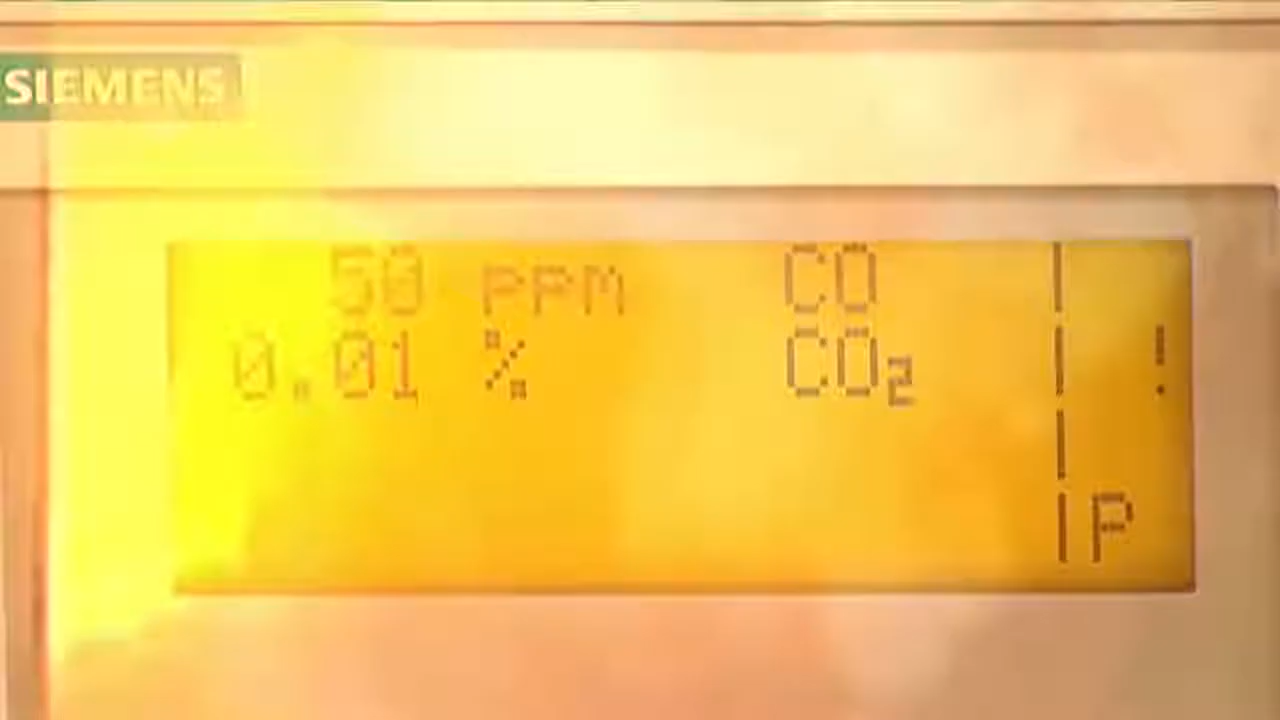 SIEMENS
50 ppm CO |
0.01 % CO₂ | !
|
| P